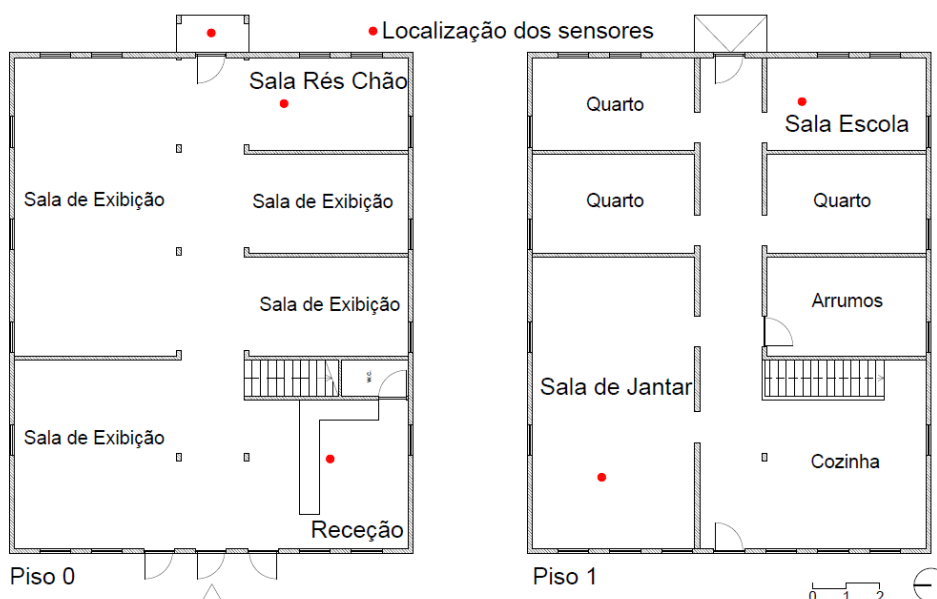 Localização dos sensores
Sala Rés Chão
Sala de Exibição
Sala de Exibição
Sala de Exibição
w.c.
Sala de Exibição
Receção
Piso 0
Quarto
Sala Escola
Quarto
Quarto
Arrumos
Sala de Jantar
Cozinha
Piso 1
0 1 2